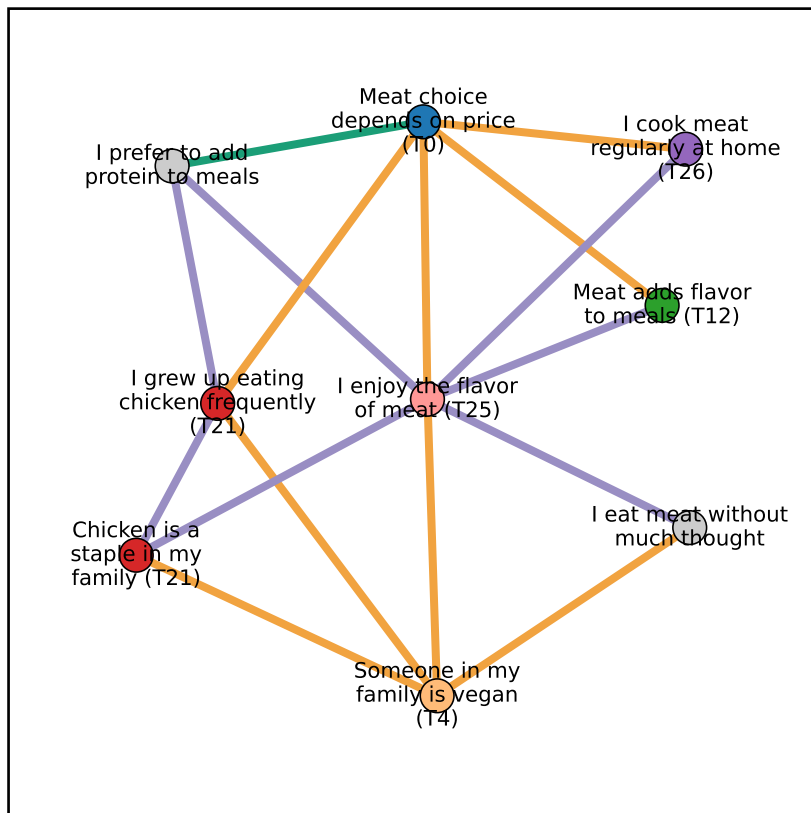 Meat choice
depends on price
(T0)
I cook meat
regularly at home
(T26)
I prefer to add
protein to meals
Meat adds flavor
to meals (T12)
I grew up eating
chicken frequently
(T21)
I enjoy the flavor
of meat (T25)
Chicken is a
staple in my
family (T21)
I eat meat without
much thought
Someone in my
family is vegan
(T4)